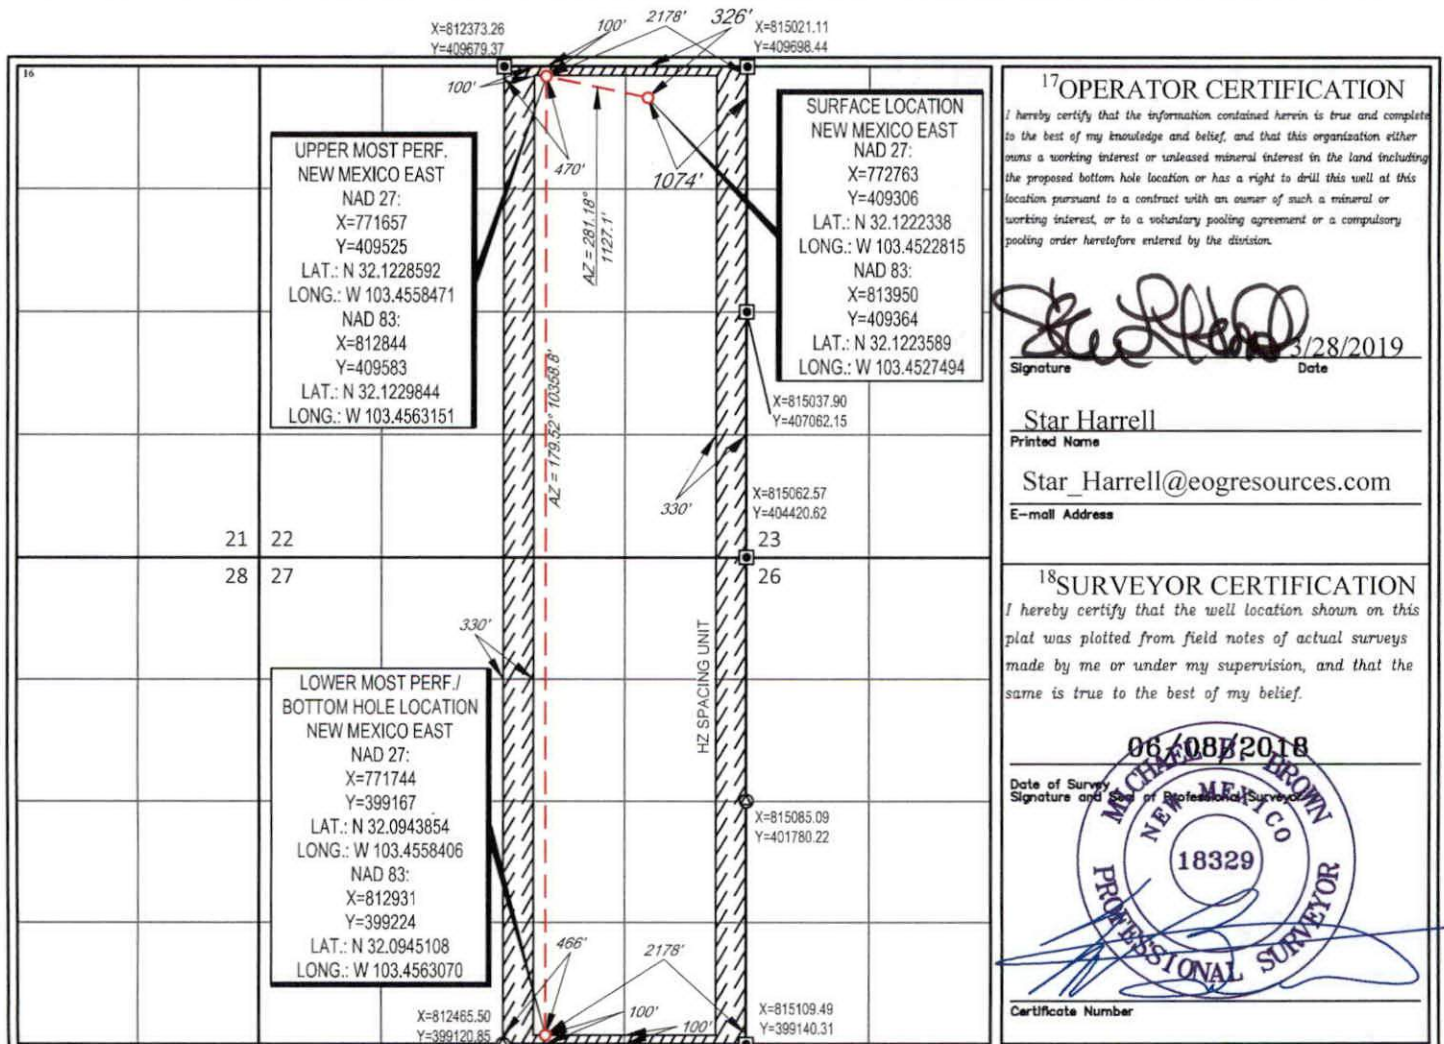 X=812373.26
Y=409679.37
100'
2178'
326'
X=815021.11
Y=409698.44
16
100'
470'
1074'
AZ = 281.18°
1127.1'
UPPER MOST PERF.
NEW MEXICO EAST
NAD 27:
X=771657
Y=409525
LAT.: N 32.1228592
LONG.: W 103.4558471
NAD 83:
X=812844
Y=409583
LAT.: N 32.1229844
LONG.: W 103.4563151
SURFACE LOCATION
NEW MEXICO EAST
NAD 27:
X=772763
Y=409306
LAT.: N 32.1222338
LONG.: W 103.4522815
NAD 83:
X=813950
Y=409364
LAT.: N 32.1223589
LONG.: W 103.4527494
AZ = 179.52° 10358.8'
X=815037.90
Y=407062.15
330'
X=815062.57
Y=404420.62
21 22
23
28 27
26
330'
HZ SPACING UNIT
LOWER MOST PERF./
BOTTOM HOLE LOCATION
NEW MEXICO EAST
NAD 27:
X=771744
Y=399167
LAT.: N 32.0943854
LONG.: W 103.4558406
NAD 83:
X=812931
Y=399224
LAT.: N 32.0945108
LONG.: W 103.4563070
X=815085.09
Y=401780.22
466'
2178'
100'
100'
X=812465.50
Y=399120.85
X=815109.49
Y=399140.31
17OPERATOR CERTIFICATION
I hereby certify that the information contained herein is true and complete
to the best of my knowledge and belief, and that this organization either
owns a working interest or unleased mineral interest in the land including
the proposed bottom hole location or has a right to drill this well at this
location pursuant to a contract with an owner of such a mineral or
working interest, or to a voluntary pooling agreement or a compulsory
pooling order heretofore entered by the division.
3/28/2019
Signature Date
Star Harrell
Printed Name
Star_Harrell@eogresources.com
E-mail Address
18SURVEYOR CERTIFICATION
I hereby certify that the well location shown on this
plat was plotted from field notes of actual surveys
made by me or under my supervision, and that the
same is true to the best of my belief.
06/08/2018
Date of Survey
Signature and Seal of Professional Surveyor
MICHAEL B. BROWN
NEW MEXICO
18329
PROFESSIONAL SURVEYOR
Certificate Number